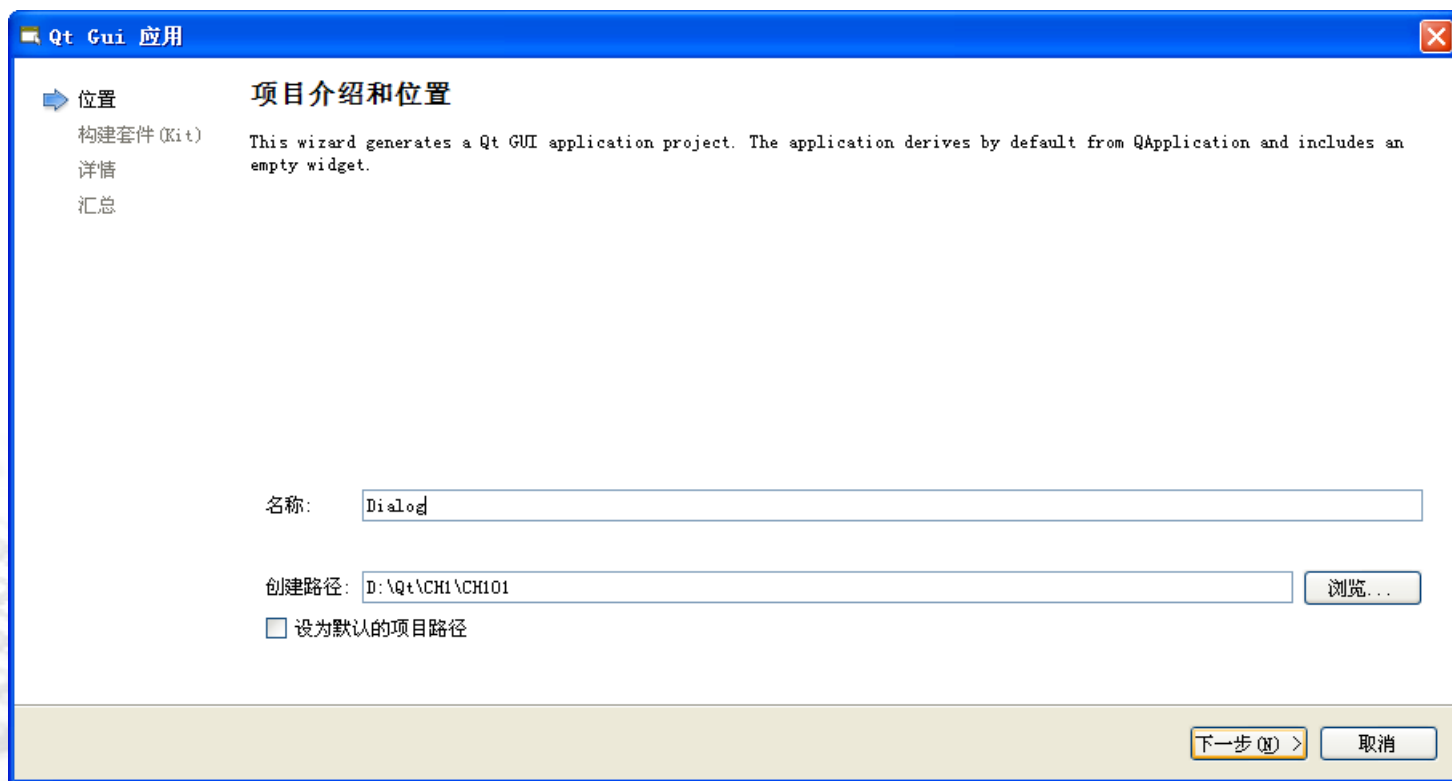 Qt Gui 应用
位置
构建套件(Kit)
详情
汇总
项目介绍和位置
This wizard generates a Qt GUI application project. The application derives by default from QApplication and includes an
empty widget.
名称:
Dialog
创建路径:
D:\Qt\CH1\CH101
浏览...
设为默认的项目路径
下一步(N) >
取消